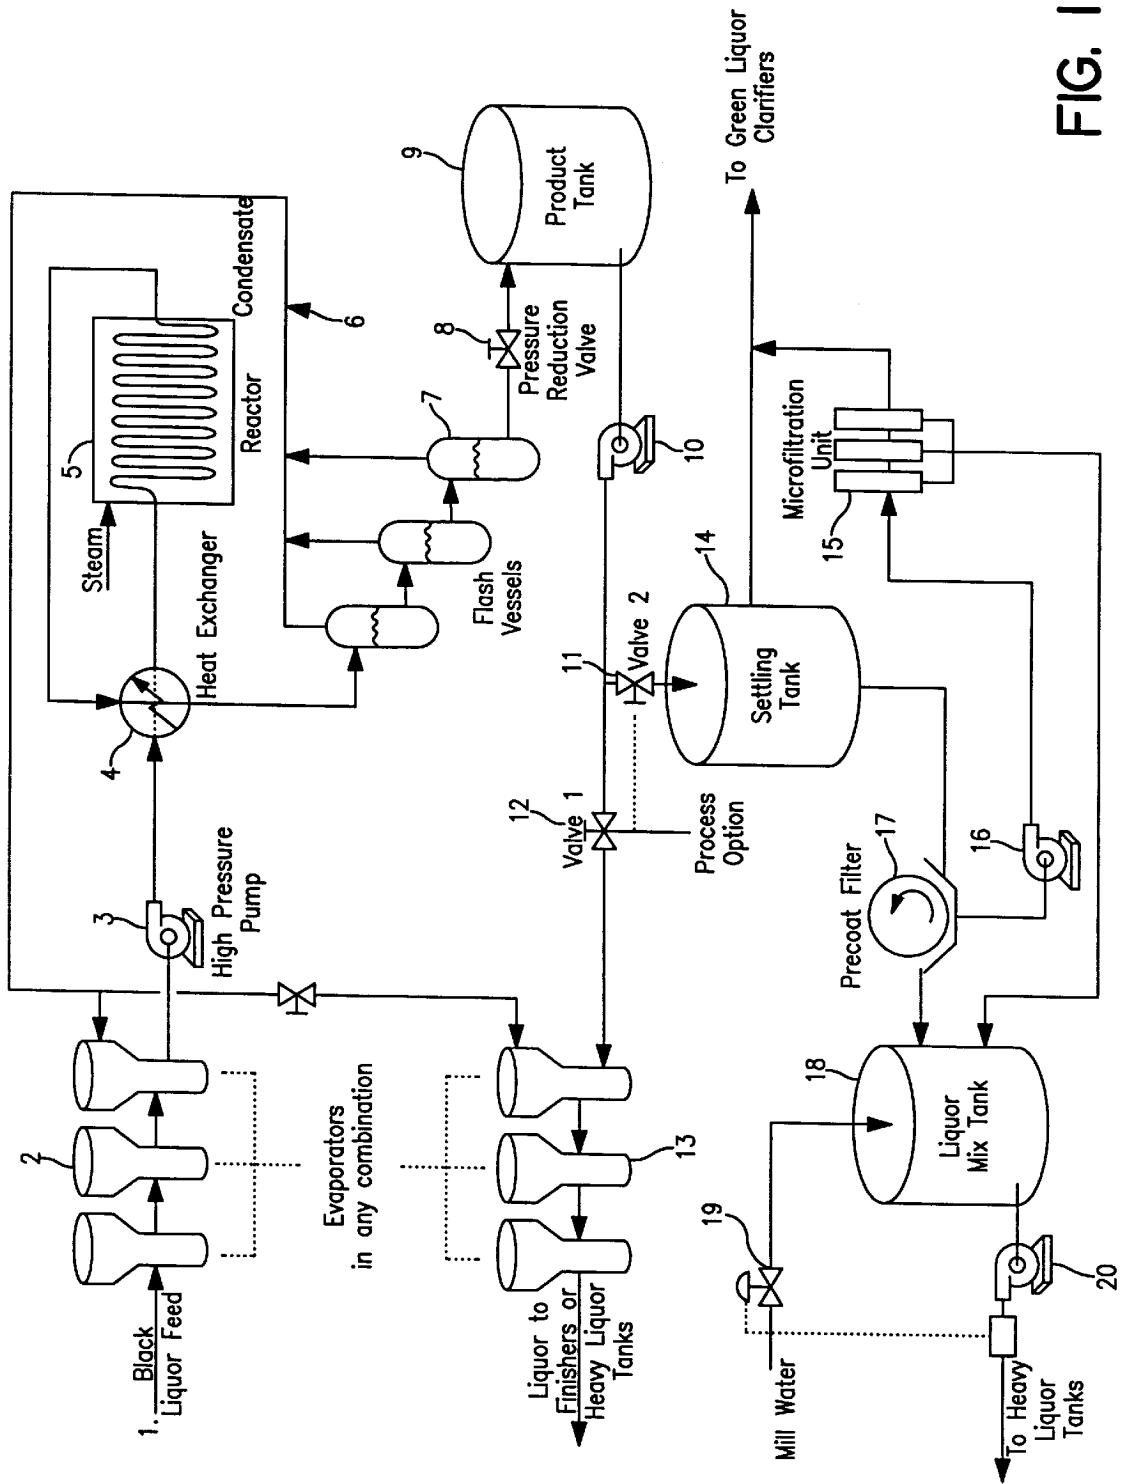 1. Black
Liquor Feed
2
3
High Pressure
Pump
4
Heat Exchanger
Steam
5
Reactor
Condensate
6
Flash
Vessels
7
8
Pressure
Reduction
Valve
9
Product
Tank
10
11
Valve 2
12
Valve 1
Process
Option
Evaporators
in any combination
13
Liquor to
Finishers or
Heavy Liquor
Tanks
14
Settling
Tank
To Green Liquor
Clarifiers
Microfiltration
Unit
15
16
Precoat Filter
17
18
Liquor
Mix Tank
19
Mill Water
20
To Heavy
Liquor
Tanks
FIG. 1